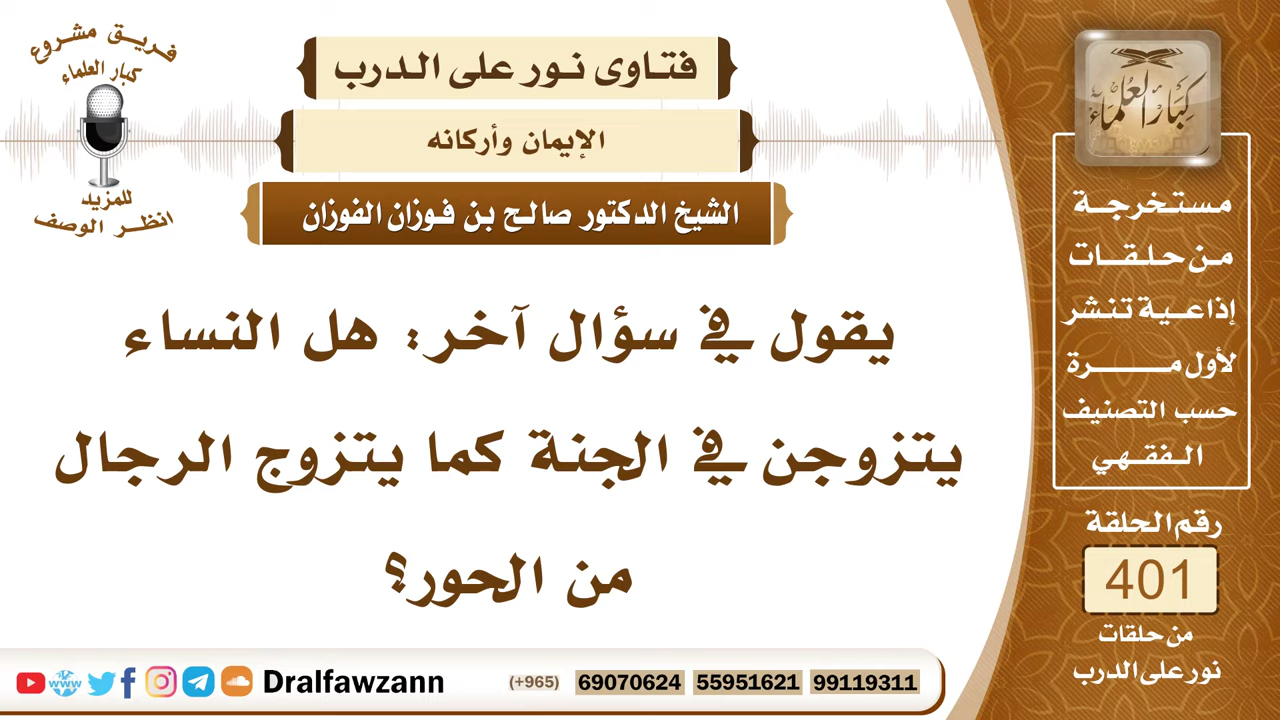 فريق مشروع
كبار العلماء
للمزيد
انظر الوصف
فتاوى نور على الدرب
الإيمان وأركانه
الشيخ الدكتور صالح بن فوزان الفوزان
يقول في سؤال آخر: هل النساء
يتزوجن في الجنة كما يتزوج الرجال
من الحور؟
كبار العلماء
مستخرجة
من حلقات
إذاعية تنشر
لأول مرة
حسب التصنيف
الفقهي
رقم الحلقة
401
من حلقات
نور على الدرب
www Dralfawzann (+965) 69070624 55951621 99119311